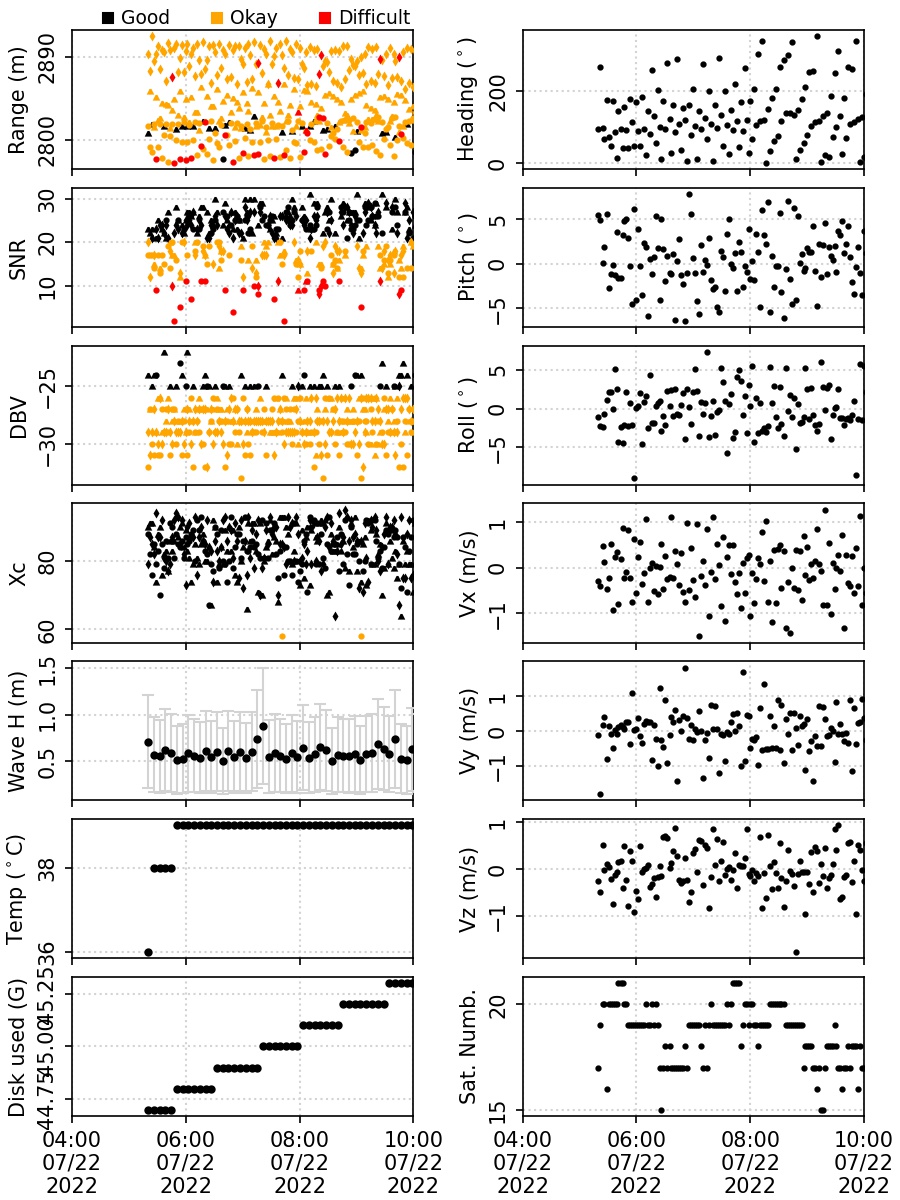 Good Okay Difficult
Range (m)
2890
2800
Heading (°)
200
0
SNR
30
20
10
Pitch (°)
5
0
−5
DBV
−25
−30
Roll (°)
5
0
−5
Xc
80
60
Vx (m/s)
1
0
−1
Wave H (m)
1.5
1.0
0.5
Vy (m/s)
1
0
−1
Temp (°C)
38
36
Vz (m/s)
1
0
−1
Disk used (G)
45.25
45.00
44.75
Sat. Numb.
20
15
04:00 06:00 08:00 10:00
07/22 07/22 07/22 07/22
2022 2022 2022 2022
04:00 06:00 08:00 10:00
07/22 07/22 07/22 07/22
2022 2022 2022 2022